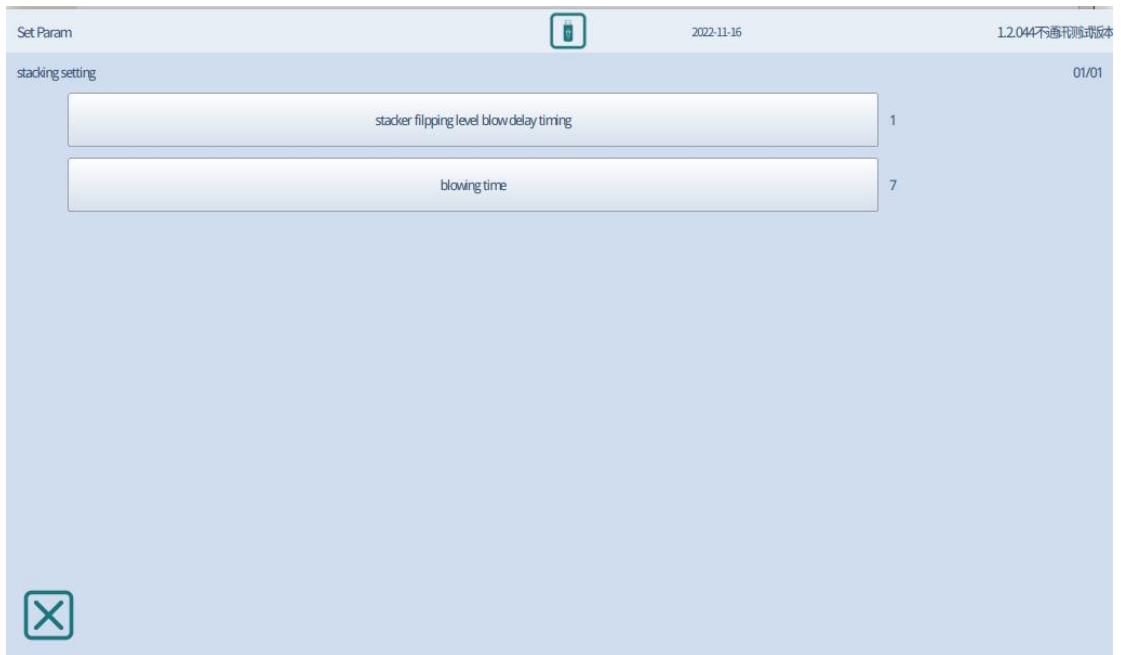 Set Param
2022-11-16
1.2.044不通讯测试版本
stacking setting
01/01
stacker filpping level blow delay timing
1
blowing time
7